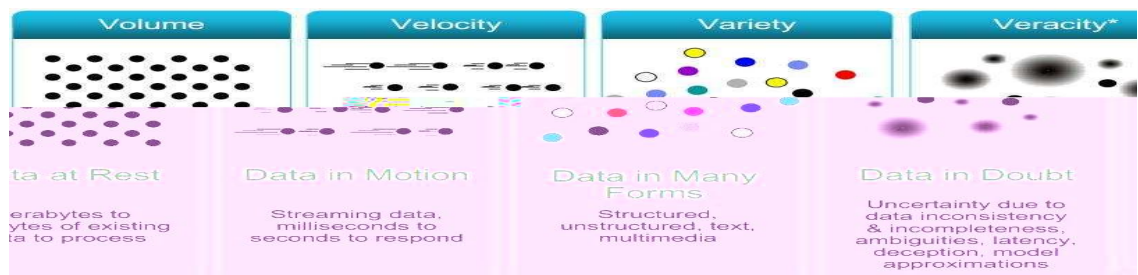 Volume
Velocity
Variety
Veracity*
ta at Rest
erabytes to
ytes of existing
ta to process
Data in Motion
Streaming data,
milliseconds to
seconds to respond
Data in Many
Forms
Structured,
unstructured, text,
multimedia
Data in Doubt
Uncertainty due to
data inconsistency
& incompleteness,
ambiguities, latency,
deception, model
approximations